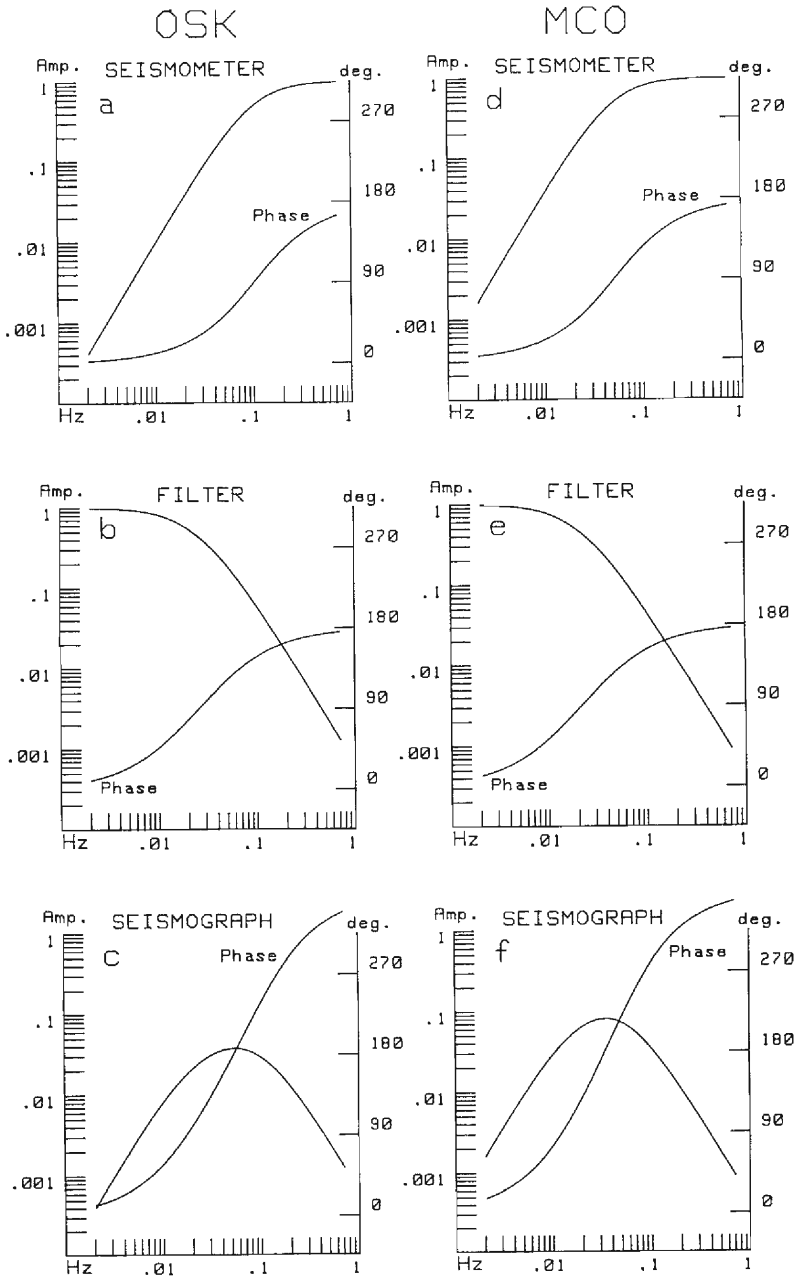 OSK
MCO
Amp.
SEISMOMETER
deg.
a
1
.1
.01
.001
270
180
90
0
Phase
Hz
.01
.1
1
Amp.
SEISMOMETER
deg.
d
1
.1
.01
.001
270
180
90
0
Phase
Hz
.01
.1
1
Amp.
FILTER
deg.
b
1
.1
.01
.001
270
180
90
0
Phase
Hz
.01
.1
1
Amp.
FILTER
deg.
e
1
.1
.01
.001
270
180
90
0
Phase
Hz
.01
.1
1
Amp.
SEISMOGRAPH
deg.
c
Phase
1
.1
.01
.001
270
180
90
0
Hz
.01
.1
1
Amp.
SEISMOGRAPH
deg.
f
Phase
1
.1
.01
.001
270
180
90
0
Hz
.01
.1
1